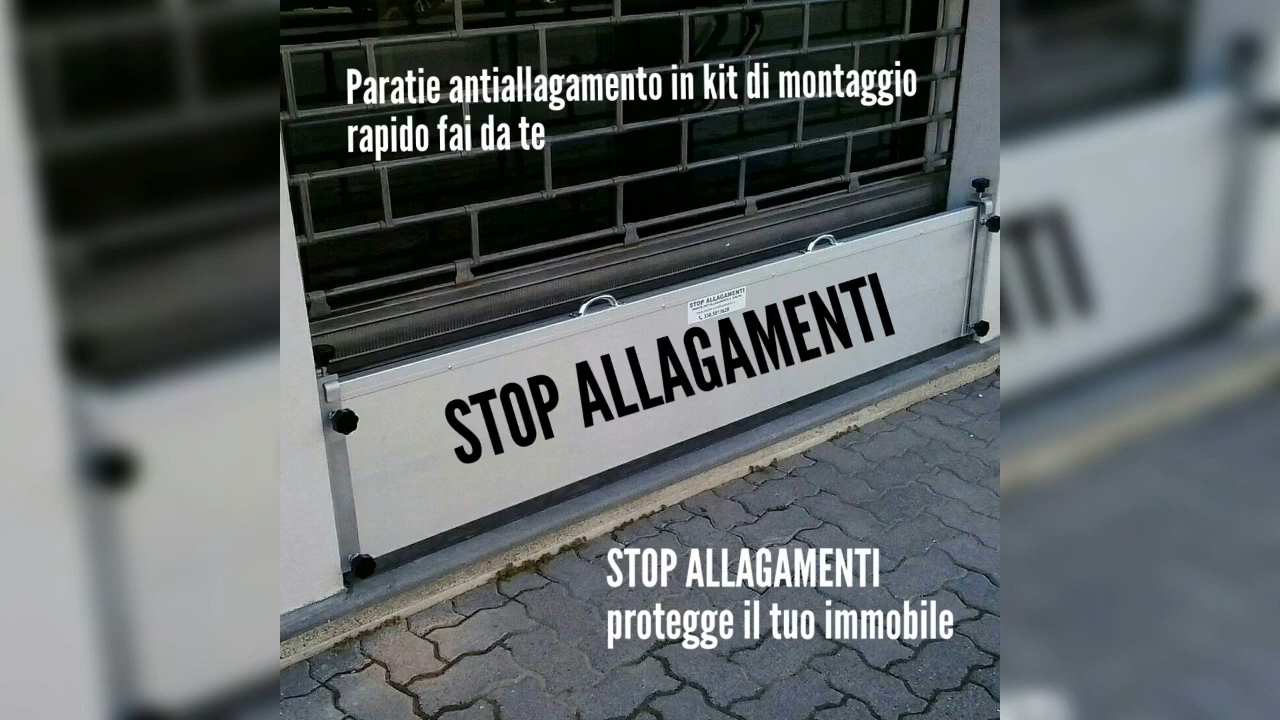 Paratie antiallagamento in kit di montaggio
rapido fai da te
STOP ALLAGAMENTI
STOP ALLAGAMENTI
STOP ALLAGAMENTI
protegge il tuo immobile